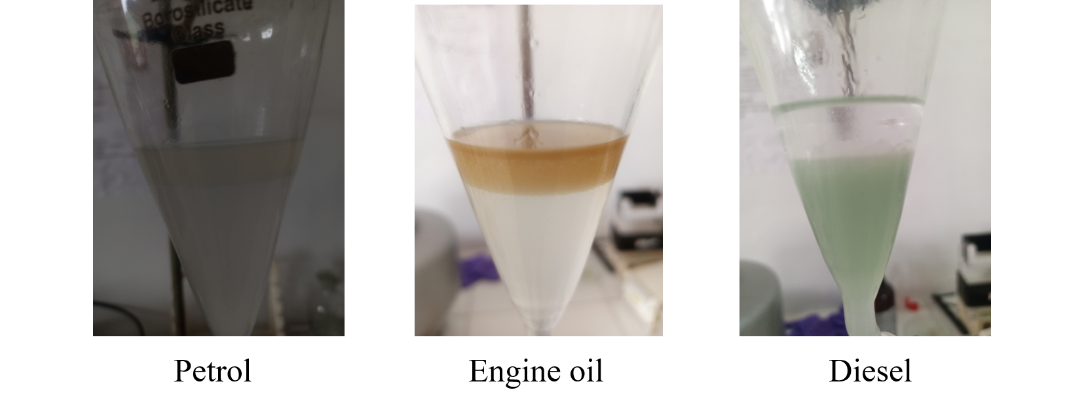 Borosilicate
Glass
Petrol
Engine oil
Diesel